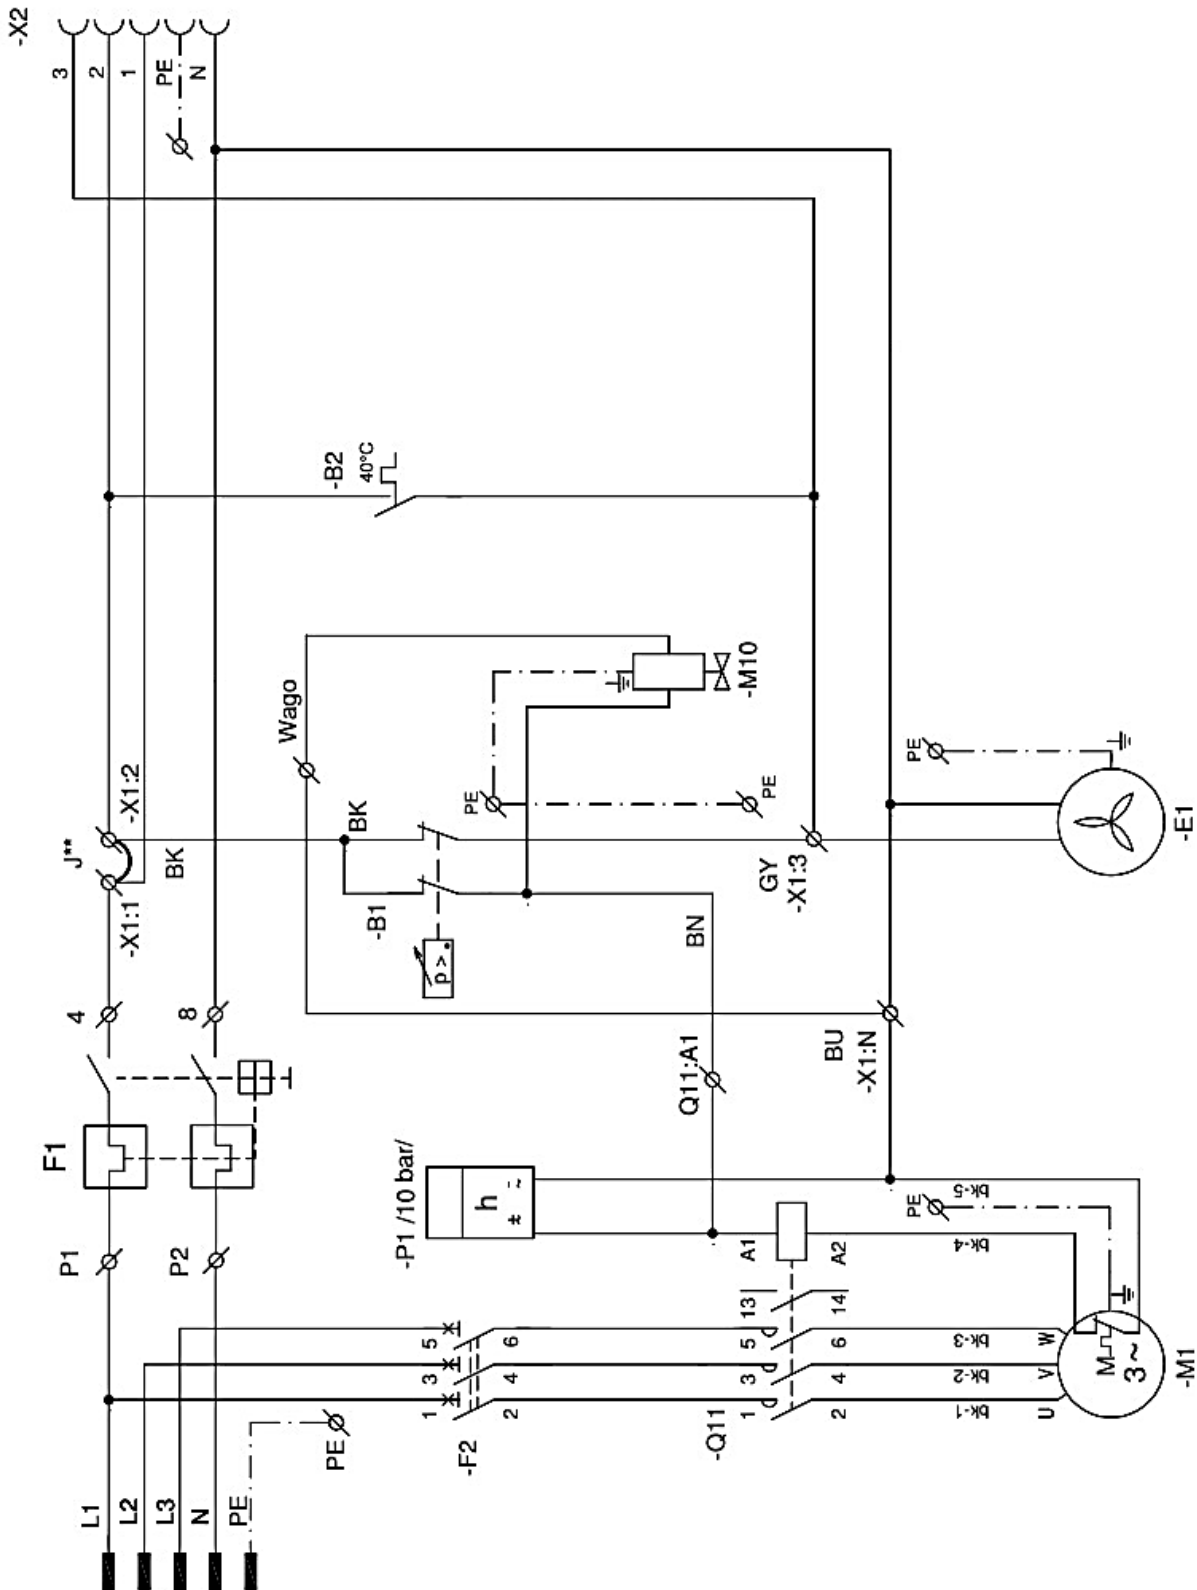 -X2
3
2
1
PE
N
-B2
40°C
Wago
-M10
J**
-X1:2
-X1:1
BK
BK
PE
PE
PE
-B1
p >
GY
-X1:3
-E1
BN
4
8
Q11:A1
BU
-X1:N
F1
P1
P2
-P1 /10 bar/
h
A1
A2
bk-5
bk-4
PE
13
14
5
6
5
6
bk-3
W
3
4
3
4
bk-2
V
1
2
1
2
bk-1
U
M
3 ~
-M1
-F2
-Q11
PE
L1
L2
L3
N
PE